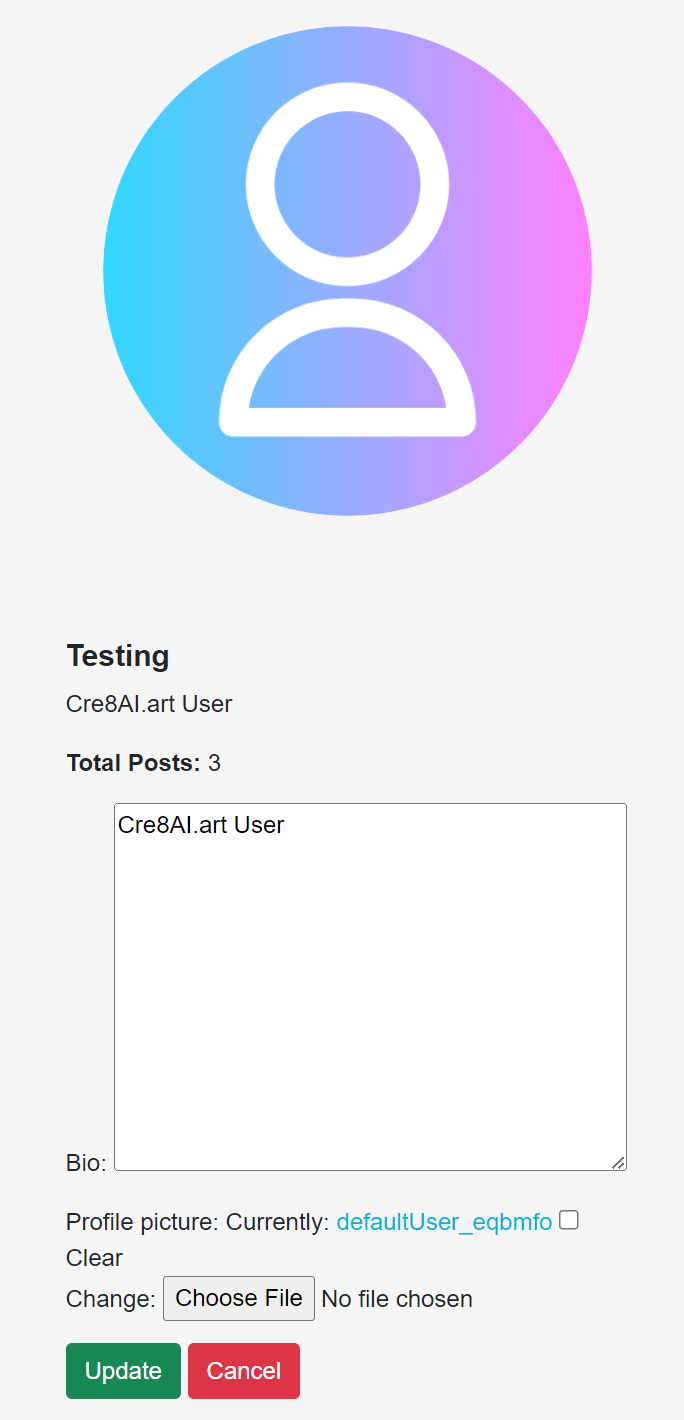 Testing
Cre8AI.art User
Total Posts: 3
Cre8AI.art User
Bio:
Profile picture: Currently: defaultUser_eqbmfo
Clear
Change: Choose File No file chosen
Update Cancel